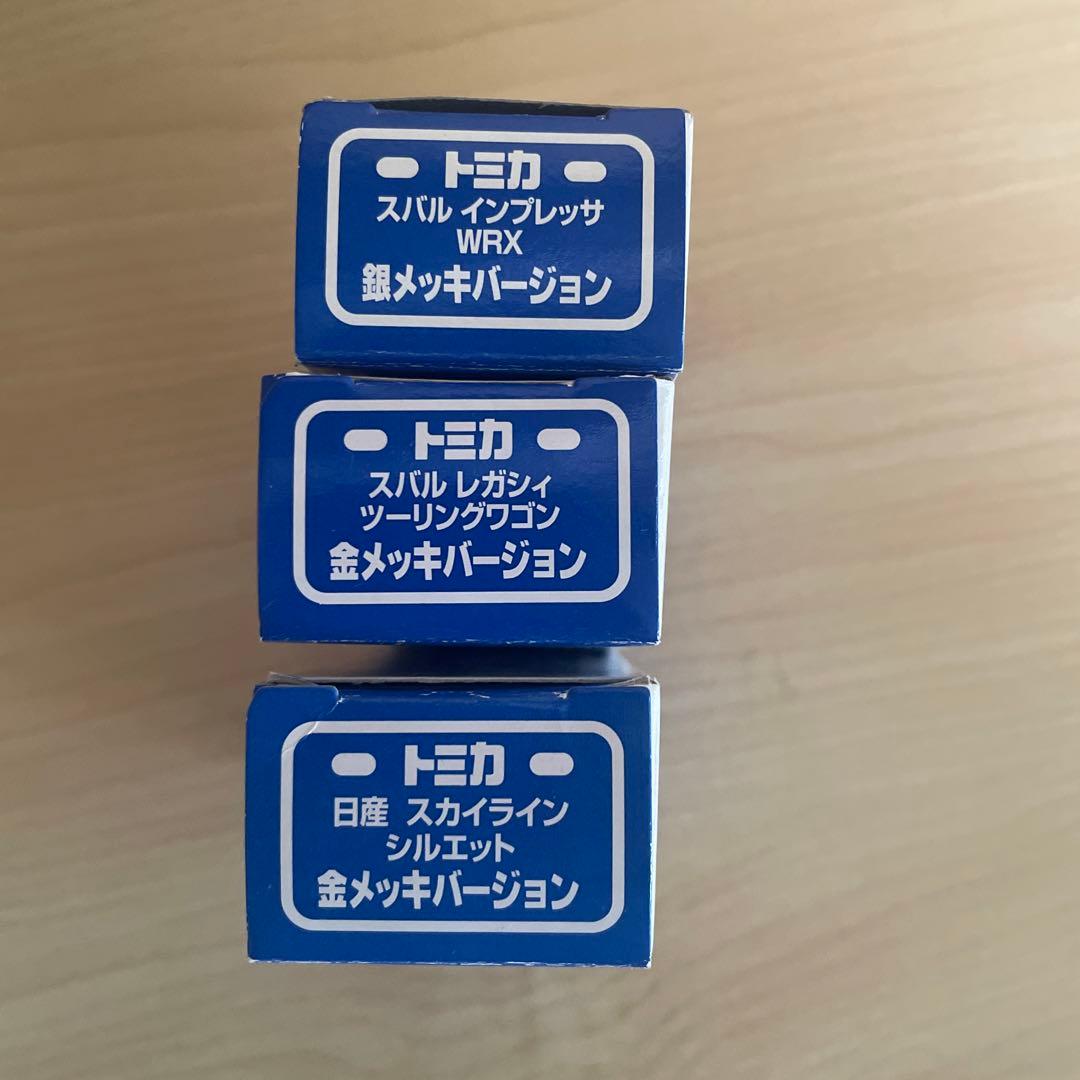 トミカ
スバル インプレッサ
WRX
銀メッキバージョン
トミカ
スバル レガシィ
ツーリングワゴン
金メッキバージョン
トミカ
日産 スカイライン
シルエット
金メッキバージョン